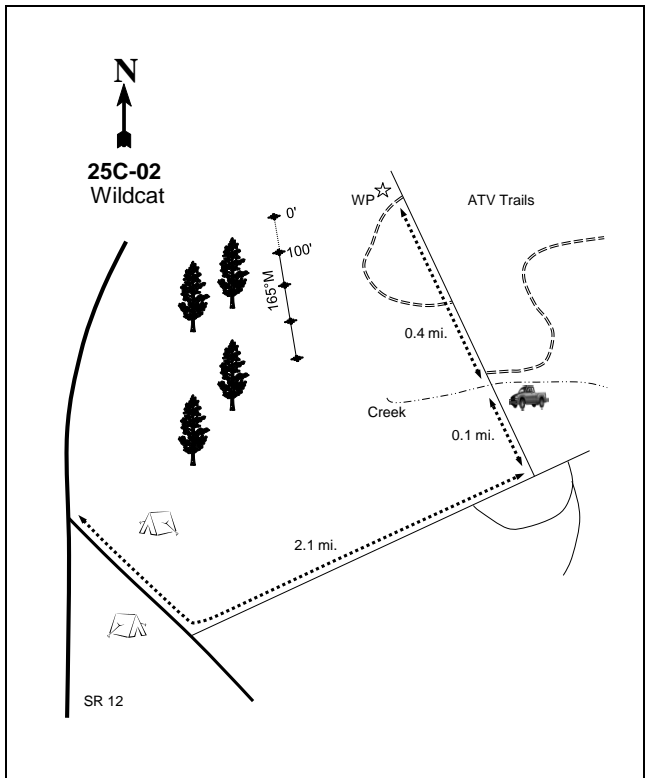 N
25C-02
Wildcat
WP
ATV Trails
0'
100'
165°M
0.4 mi.
Creek
0.1 mi.
2.1 mi.
SR 12